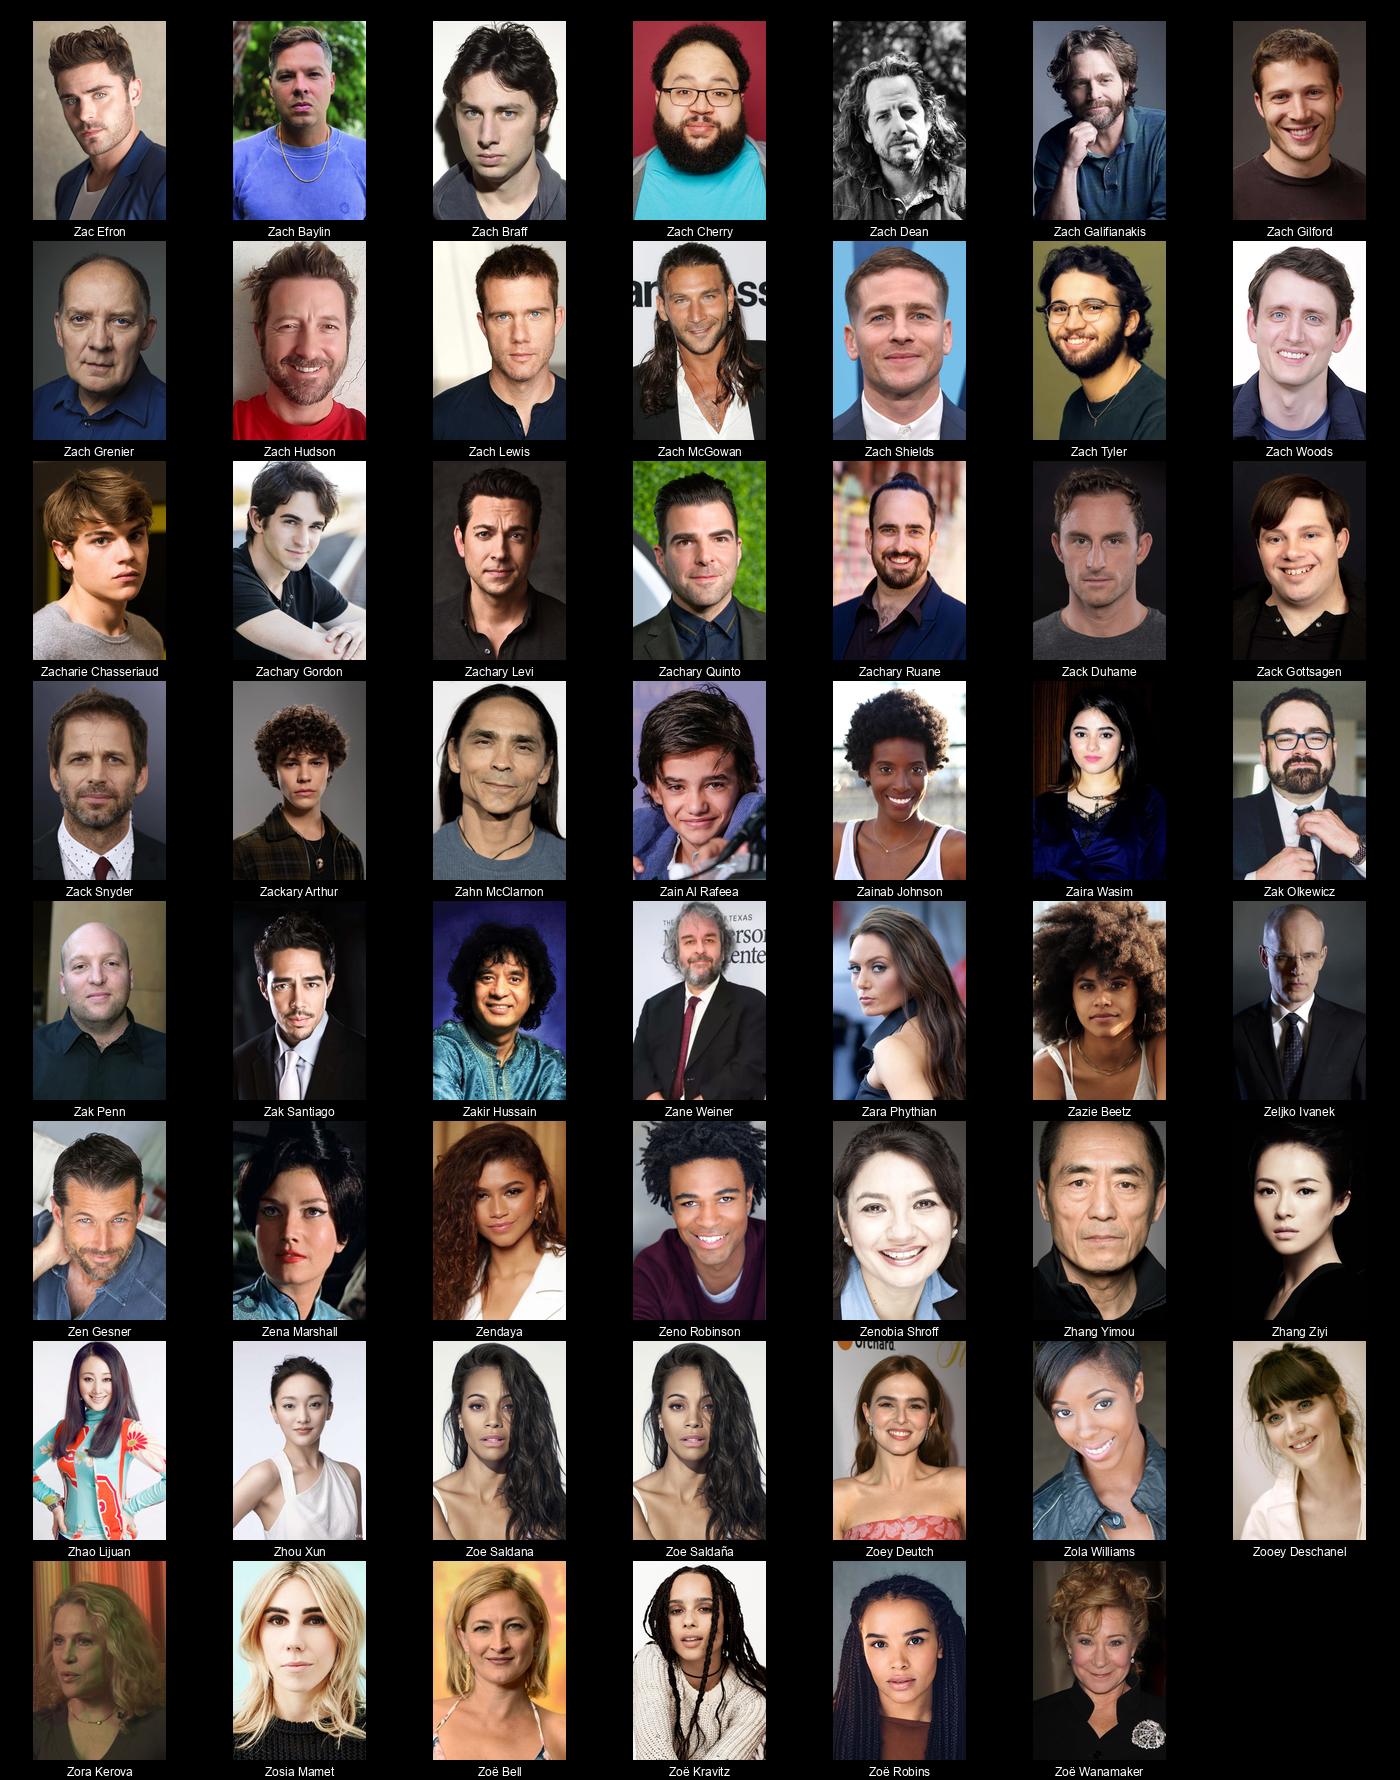 Zac Efron
Zach Baylin
Zach Braff
Zach Cherry
Zach Dean
Zach Galifianakis
Zach Gilford
Zach Grenier
Zach Hudson
Zach Lewis
Zach McGowan
Zach Shields
Zach Tyler
Zach Woods
Zacharie Chasseriaud
Zachary Gordon
Zachary Levi
Zachary Quinto
Zachary Ruane
Zack Duhame
Zack Gottsagen
Zack Snyder
Zackary Arthur
Zahn McClarnon
Zain Al Rafeea
Zainab Johnson
Zaira Wasim
Zak Olkewicz
THE OF TEXAS
Zak Penn
Zak Santiago
Zakir Hussain
Zane Weiner
Zara Phythian
Zazie Beetz
Zeljko Ivanek
Zen Gesner
Zena Marshall
Zendaya
Zeno Robinson
Zenobia Shroff
Zhang Yimou
Zhang Ziyi
Orchard
Zhao Lijuan
Zhou Xun
Zoe Saldana
Zoe Saldaña
Zoey Deutch
Zola Williams
Zooey Deschanel
Zora Kerova
Zosia Mamet
Zoë Bell
Zoë Kravitz
Zoë Robins
Zoë Wanamaker